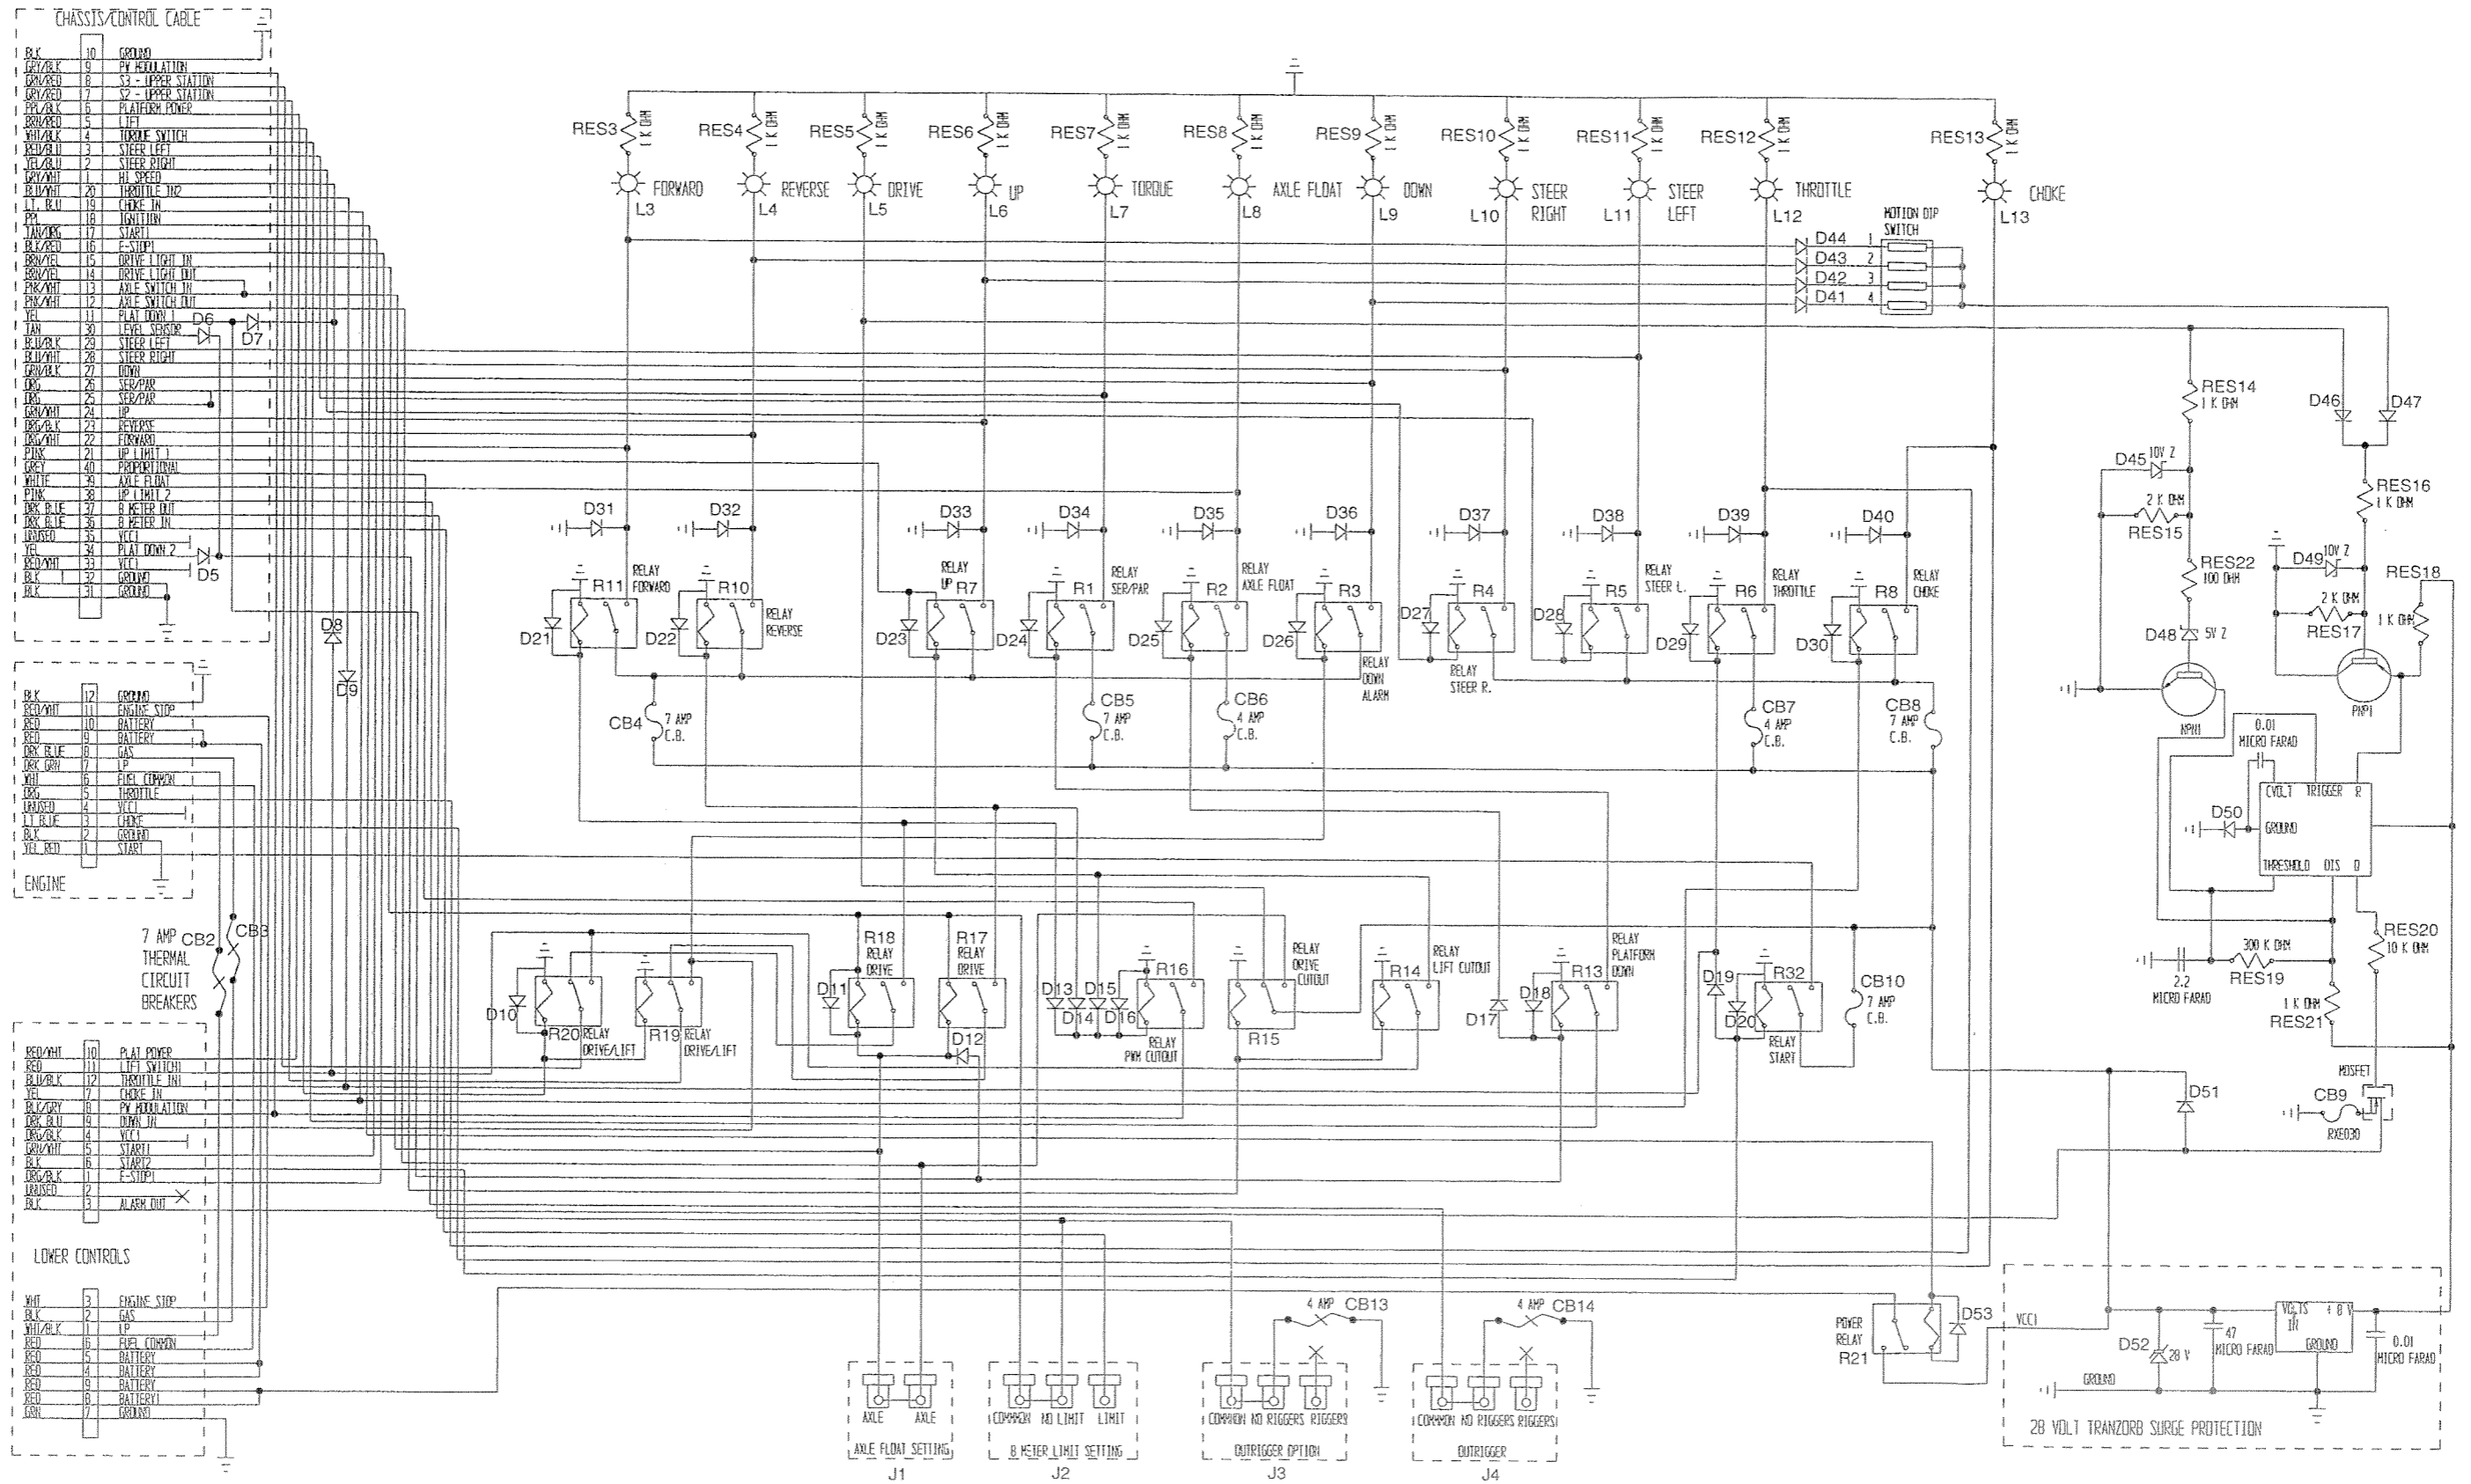 CHASSIS/CONTROL CABLE
BLK 10 GROUND
GRY/BLK 9 PW MODULATION
GRN/RED 8 S3 - UPPER STATION
GRY/RED 7 S2 - UPPER STATION
PPL/BLK 6 PLATFORM POWER
BRN/RED 5 LIFT
WHT/BLK 4 TORQUE SWITCH
RED/BLU 3 STEER LEFT
YEL/BLU 2 STEER RIGHT
GRY/WHT 1 HI SPEED
BLU/WHT 20 THROTTLE IN2
LT. BLU 19 CHOKE IN
PPL 18 IGNITION
TAN/ORG 17 START1
BLK/RED 16 E-STOP1
BRN/YEL 15 DRIVE LIGHT IN
BRN/YEL 14 DRIVE LIGHT OUT
PNK/WHT 13 AXLE SWITCH IN
PNK/WHT 12 AXLE SWITCH OUT
YEL 11 PLAT DOWN 1
TAN 30 LEVEL SENSOR
BLU/BLK 29 STEER LEFT
BLU/WHT 28 STEER RIGHT
GRN/BLK 27 DOWN
ORG 26 SER/PAR
ORG 25 SER/PAR
GRN/WHT 24 UP
ORG/BLK 23 REVERSE
ORG/WHT 22 FORWARD
PINK 21 UP LIMIT 1
GREY 40 PROPORTIONAL
WHITE 39 AXLE FLOAT
PINK 38 UP LIMIT 2
DRK BLUE 37 8 METER OUT
DRK BLUE 36 8 METER IN
UNUSED 35 VCC1
YEL 34 PLAT DOWN 2
RED/WHT 33 VCC1
BLK 32 GROUND
BLK 31 GROUND
D6
D7
D5
D8
D9
BLK 12 GROUND
RED/WHT 11 ENGINE STOP
RED 10 BATTERY
RED 9 BATTERY
DRK BLUE 8 GAS
DRK GRN 7 LP
WHT 6 FUEL COMMON
ORG 5 THROTTLE
UNUSED 4 VCC1
LT BLUE 3 CHOKE
BLK 2 GROUND
YEL RED 1 START
ENGINE
7 AMP THERMAL CIRCUIT BREAKERS
CB2
CB3
RED/WHT 10 PLAT POWER
RED 11 LIFT SWITCH1
BLU/BLK 12 THROTTLE IN1
YEL 7 CHOKE IN
BLK/GRY 8 PW MODULATION
DRK BLU 9 DOWN IN
ORG/BLK 4 VCC1
GRN/WHT 5 START1
BLK 6 START2
ORG/BLK 1 E-STOP1
UNUSED 2
BLK 3 ALARM OUT
LOWER CONTROLS
WHT 3 ENGINE STOP
BLK 2 GAS
WHT/BLK 1 LP
RED 6 FUEL COMMON
RED 5 BATTERY
RED 4 BATTERY
RED 9 BATTERY
RED 8 BATTERY1
GRN 7 GROUND
RES3 1 K OHM
RES4 1 K OHM
RES5 1 K OHM
RES6 1 K OHM
RES7 1 K OHM
RES8 1 K OHM
RES9 1 K OHM
RES10 1 K OHM
RES11 1 K OHM
RES12 1 K OHM
RES13 1 K OHM
FORWARD L3
REVERSE L4
DRIVE L5
UP L6
TORQUE L7
AXLE FLOAT L8
DOWN L9
STEER RIGHT L10
STEER LEFT L11
THROTTLE L12
CHOKE L13
MOTION DIP SWITCH
D44 1
D43 2
D42 3
D41 4
D31
D32
D33
D34
D35
D36
D37
D38
D39
D40
R11 RELAY FORWARD
R10 RELAY REVERSE
RELAY UP R7
R1 RELAY SER/PAR
R2 RELAY AXLE FLOAT
R3 RELAY DOWN ALARM
R4 RELAY STEER R.
R5 RELAY STEER L.
R6 RELAY THROTTLE
R8 RELAY CHOKE
D21
D22
D23
D24
D25
D26
D27
D28
D29
D30
CB4 7 AMP C.B.
CB5 7 AMP C.B.
CB6 4 AMP C.B.
CB7 4 AMP C.B.
CB8 7 AMP C.B.
D10
R20 RELAY DRIVE/LIFT
R19 RELAY DRIVE/LIFT
R18 RELAY DRIVE
D11
R17 RELAY DRIVE
D12
D13
D14
D15
D16
R16 RELAY PWM CUTOUT
RELAY DRIVE CUTOUT R15
R14 RELAY LIFT CUTOUT
D17
D18
R13 RELAY PLATFORM DOWN
D19
D20
R32 RELAY START
CB10 7 AMP C.B.
RES14 1 K OHM
D46
D47
D45 10V Z
2 K OHM RES15
RES16 1 K OHM
RES22 100 OHM
D49 10V Z
2 K OHM RES17
RES18 1 K OHM
D48 5V Z
NPN1
PNP1
0.01 MICRO FARAD
CVOLT TRIGGER R
GROUND
THRESHOLD DIS Q
D50
RES20 10 K OHM
300 K OHM RES19
2.2 MICRO FARAD
1 K OHM RES21
MOSFET
CB9
RXE030
D51
AXLE AXLE
AXLE FLOAT SETTING
J1
COMMON NO LIMIT LIMIT
8 METER LIMIT SETTING
J2
4 AMP CB13
COMMON NO RIGGERS RIGGERS
OUTRIGGER OPTION
J3
4 AMP CB14
COMMON NO RIGGERS RIGGERS
OUTRIGGER
J4
POWER RELAY R21
D53
VCC1
D52 28 V
47 MICRO FARAD
VOLTS IN + 8 V
GROUND
0.01 MICRO FARAD
GROUND
28 VOLT TRANZORB SURGE PROTECTION